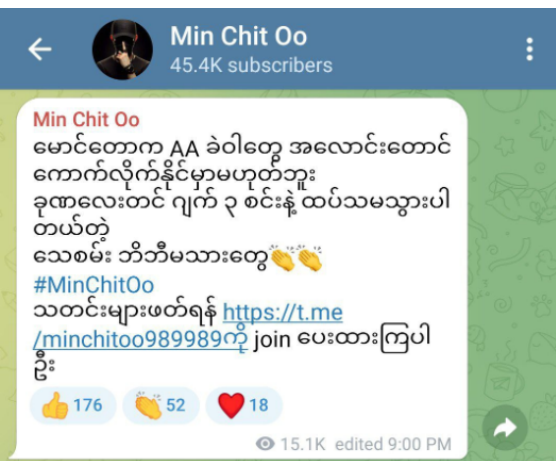 Min Chit Oo
45.4K subscribers
Min Chit Oo
မောင်တောက AA ခဲဝါတွေ အလောင်းတောင်
ကောက်လိုက်နိုင်မှာမဟုတ်ဘူး
ခုဏလေးတင် ဂျက် ၃ စင်းနဲ့ ထပ်သမသွားပါ
တယ်တဲ့
သေစမ်း ဘိဘီမသားတွေ👏👏
#MinChitOo
သတင်းများဖတ်ရန် https://t.me
/minchitoo989989ကို join ပေးထားကြပါ
ဦး
👍 176 👏 52 ❤️ 18
15.1K edited 9:00 PM